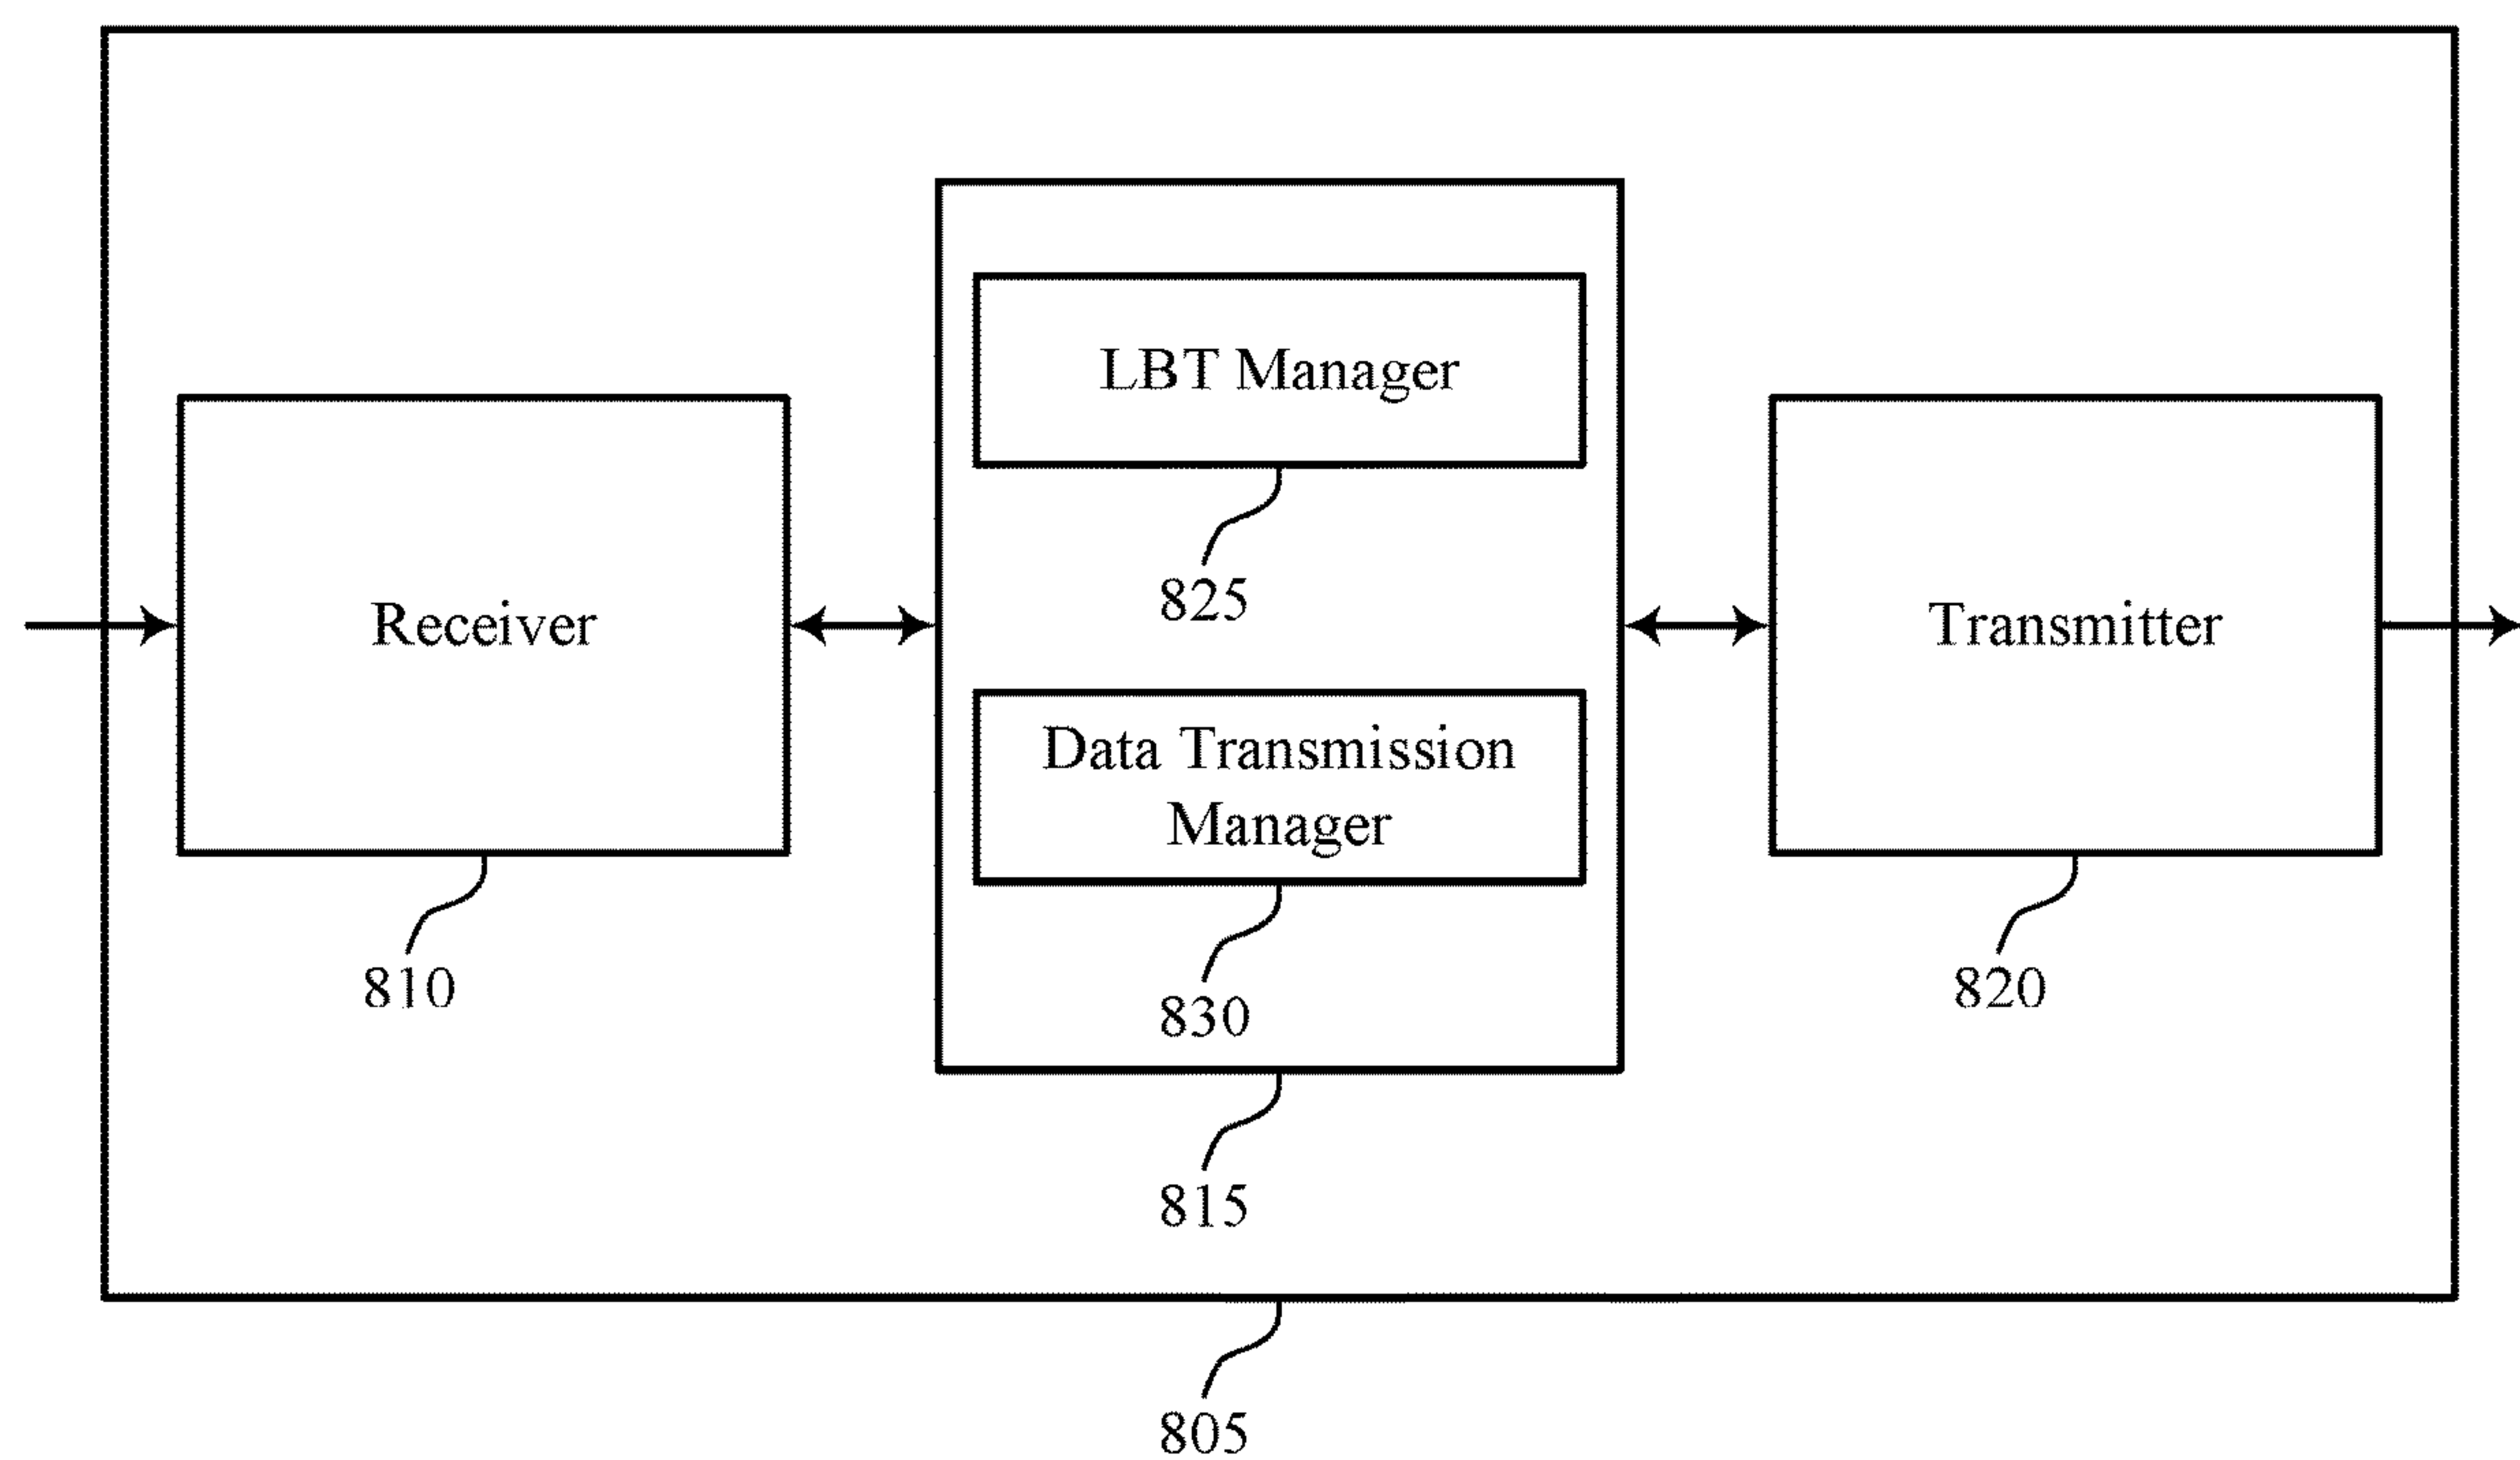 LBT Manager
825
Receiver
Transmitter
Data Transmission
Manager
810
830
820
815
805